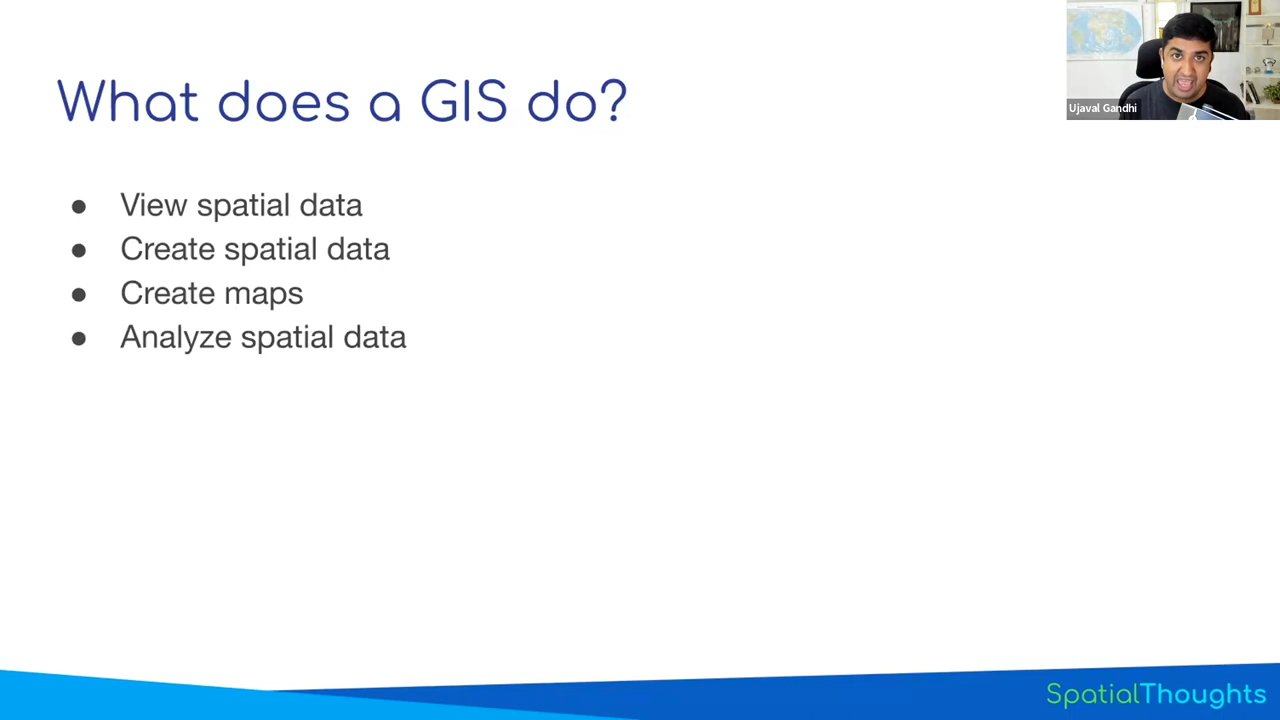 What does a GIS do?
Ujaval Gandhi
● View spatial data
● Create spatial data
● Create maps
● Analyze spatial data
SpatialThoughts